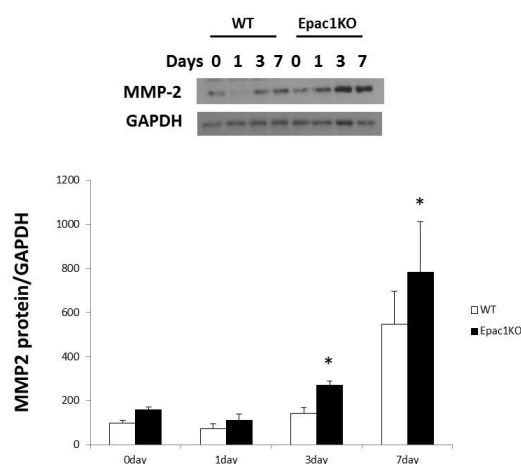 WT Epac1KO
Days 0 1 3 7 0 1 3 7
MMP-2
GAPDH
MMP2 protein/GAPDH
1200
1000
800
600
400
200
0
*
*
WT
Epac1KO
0day 1day 3day 7day